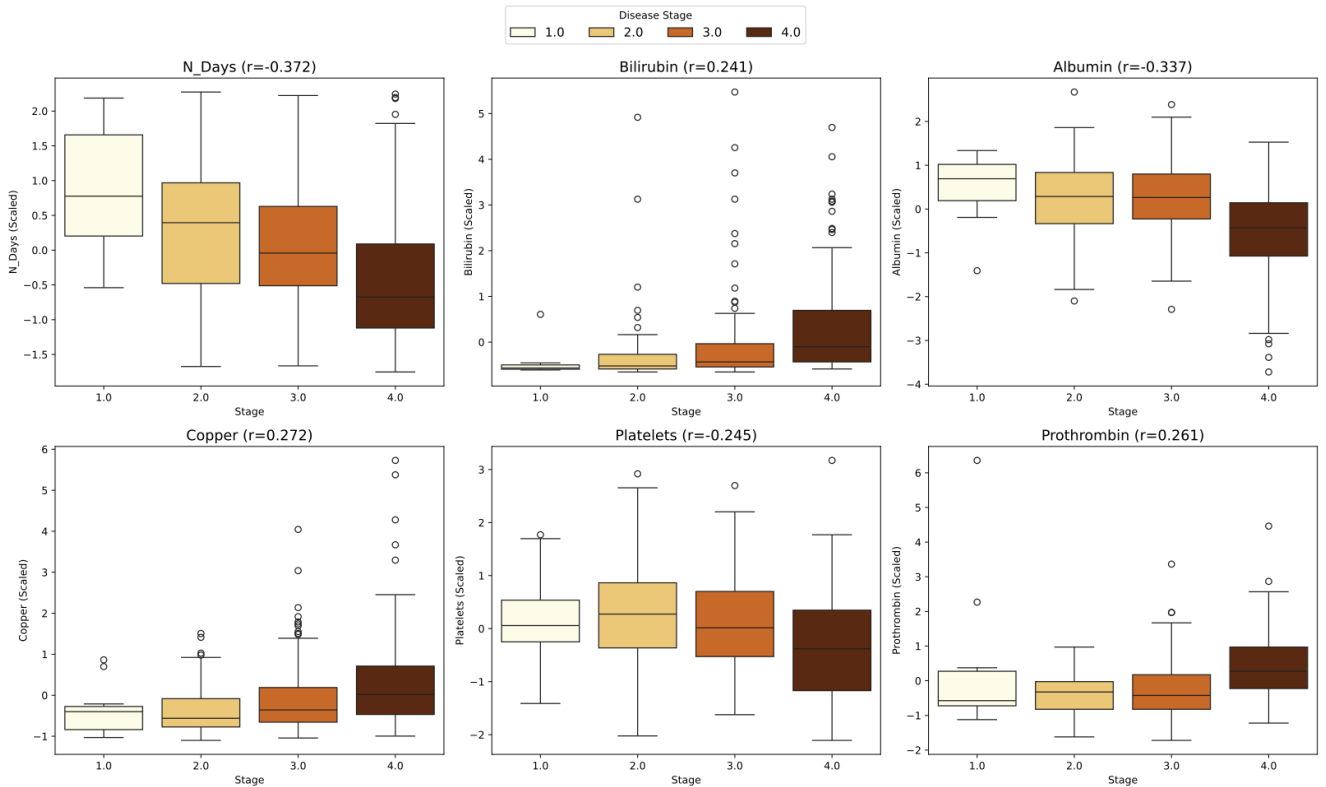 Disease Stage
1.0 2.0 3.0 4.0
N_Days (r=-0.372)
N_Days (Scaled)
2.0
1.5
1.0
0.5
0.0
−0.5
−1.0
−1.5
1.0 2.0 3.0 4.0
Stage
Bilirubin (r=0.241)
Bilirubin (Scaled)
5
4
3
2
1
0
1.0 2.0 3.0 4.0
Stage
Albumin (r=-0.337)
Albumin (Scaled)
2
1
0
−1
−2
−3
−4
1.0 2.0 3.0 4.0
Stage
Copper (r=0.272)
Copper (Scaled)
6
5
4
3
2
1
0
−1
1.0 2.0 3.0 4.0
Stage
Platelets (r=-0.245)
Platelets (Scaled)
3
2
1
0
−1
−2
1.0 2.0 3.0 4.0
Stage
Prothrombin (r=0.261)
Prothrombin (Scaled)
6
5
4
3
2
1
0
−1
−2
1.0 2.0 3.0 4.0
Stage